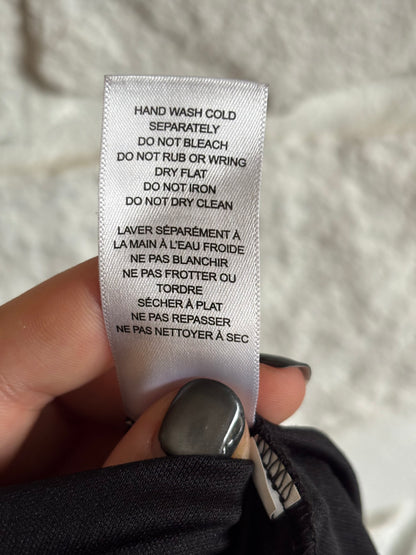 HAND WASH COLD
SEPARATELY
DO NOT BLEACH
DO NOT RUB OR WRING
DRY FLAT
DO NOT IRON
DO NOT DRY CLEAN
LAVER SÉPARÉMENT À
LA MAIN À L'EAU FROIDE
NE PAS BLANCHIR
NE PAS FROTTER OU
TORDRE
SÉCHER À PLAT
NE PAS REPASSER
NE PAS NETTOYER À SEC